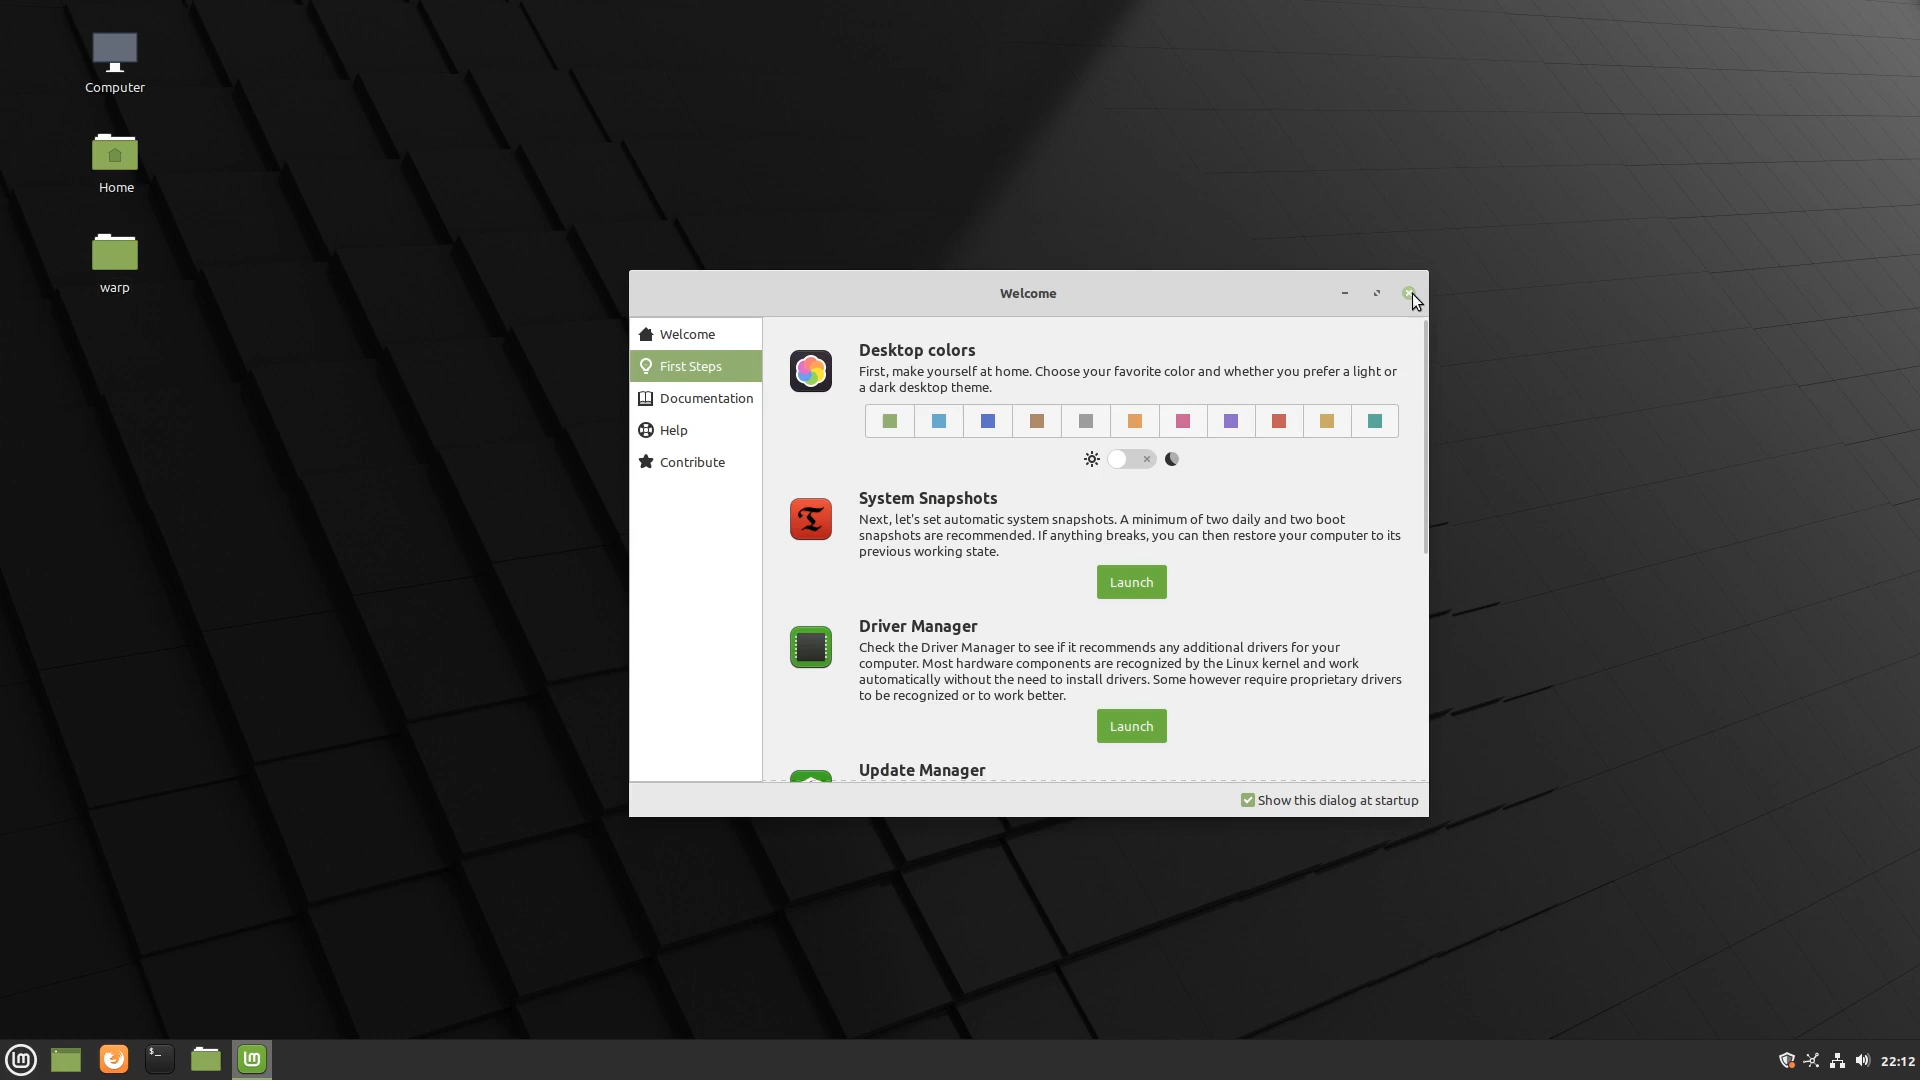 Computer
Home
warp
Welcome
Welcome
First Steps
Documentation
Help
Contribute
Desktop colors
First, make yourself at home. Choose your favorite color and whether you prefer a light or
a dark desktop theme.
System Snapshots
Next, let's set automatic system snapshots. A minimum of two daily and two boot
snapshots are recommended. If anything breaks, you can then restore your computer to its
previous working state.
Launch
Driver Manager
Check the Driver Manager to see if it recommends any additional drivers for your
computer. Most hardware components are recognized by the Linux kernel and work
automatically without the need to install drivers. Some however require proprietary drivers
to be recognized or to work better.
Launch
Update Manager
Show this dialog at startup
22:12